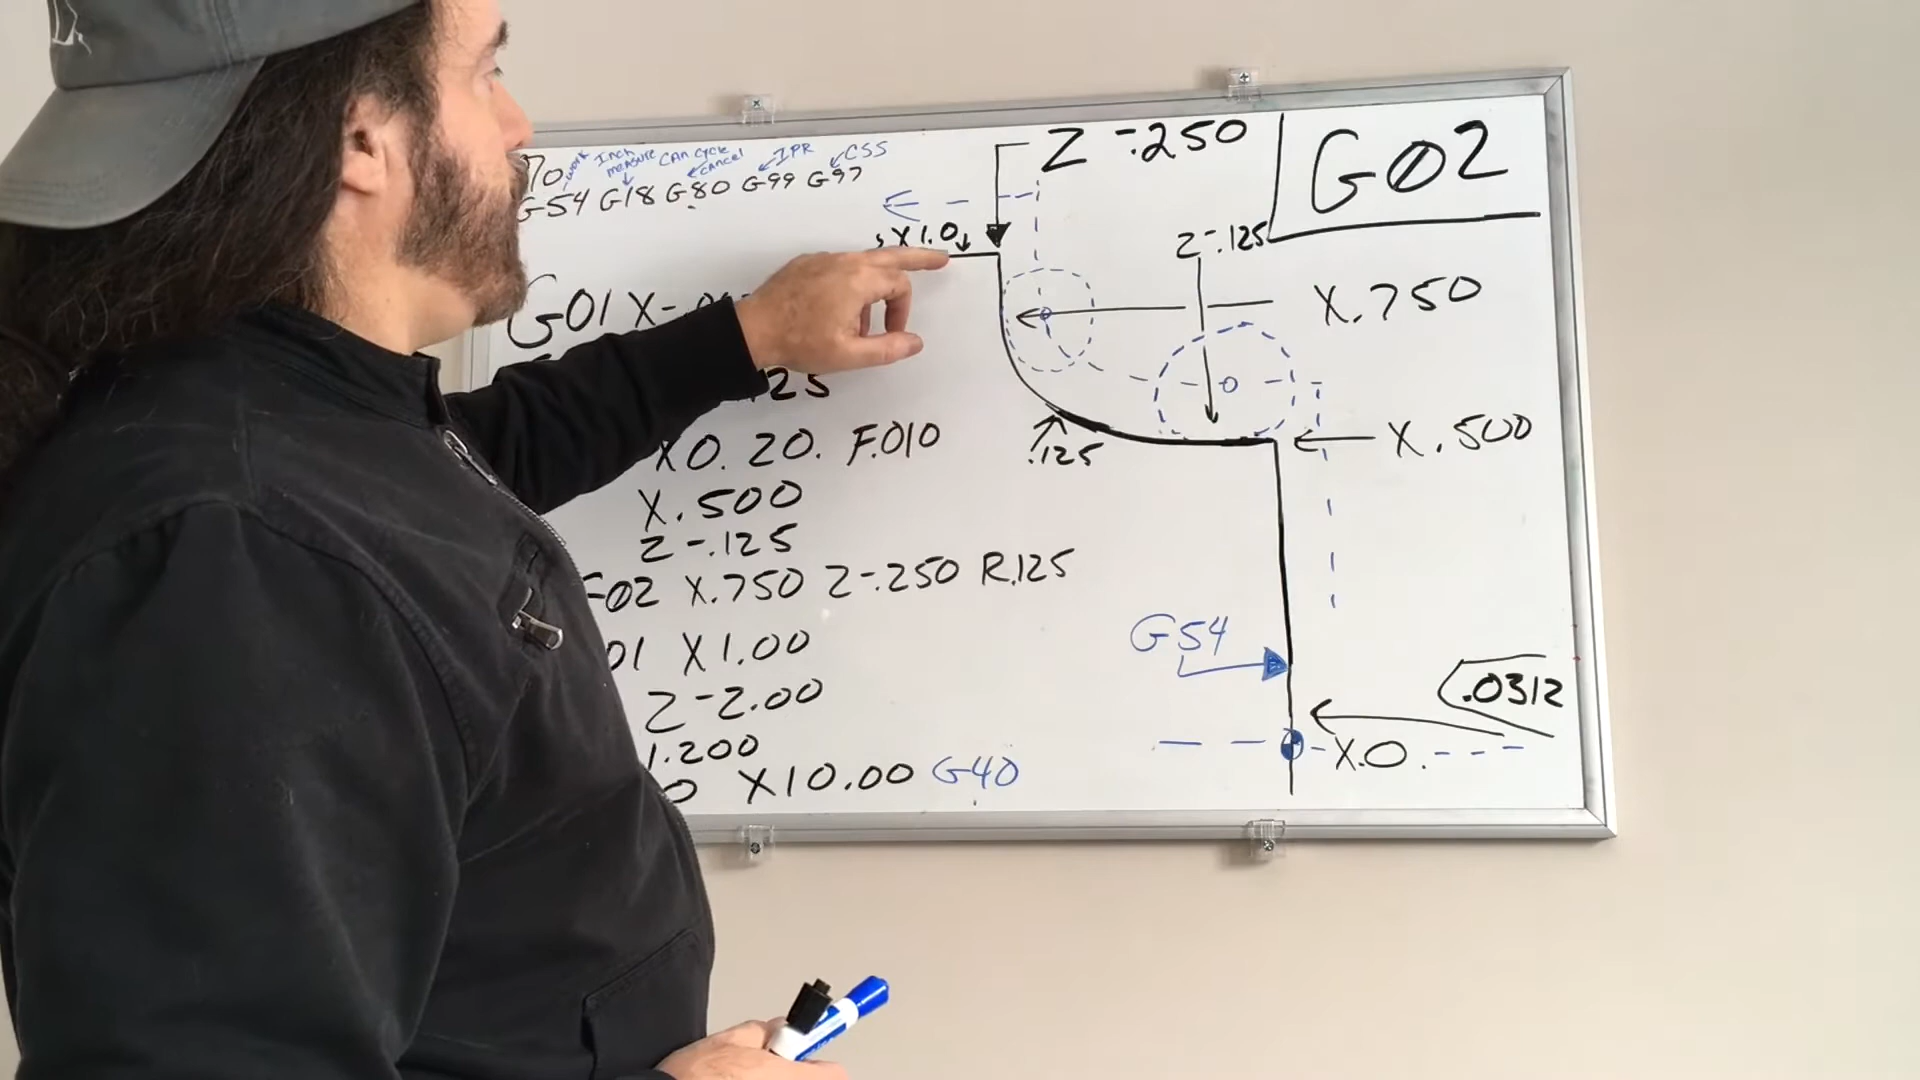 work Inch measure CAN cycle cancel IPR CSS
G54 G18 G80 G99 G97
G01 X-
.125
X0. Z0. F.010
X.500
Z-.125
G02 X.750 Z-.250 R.125
01 X1.00
Z-2.00
1.200
0 X10.00 G40
Z-.250
G02
X1.0
Z-.125
X.750
.125
X.500
G54
.0312
X.0.